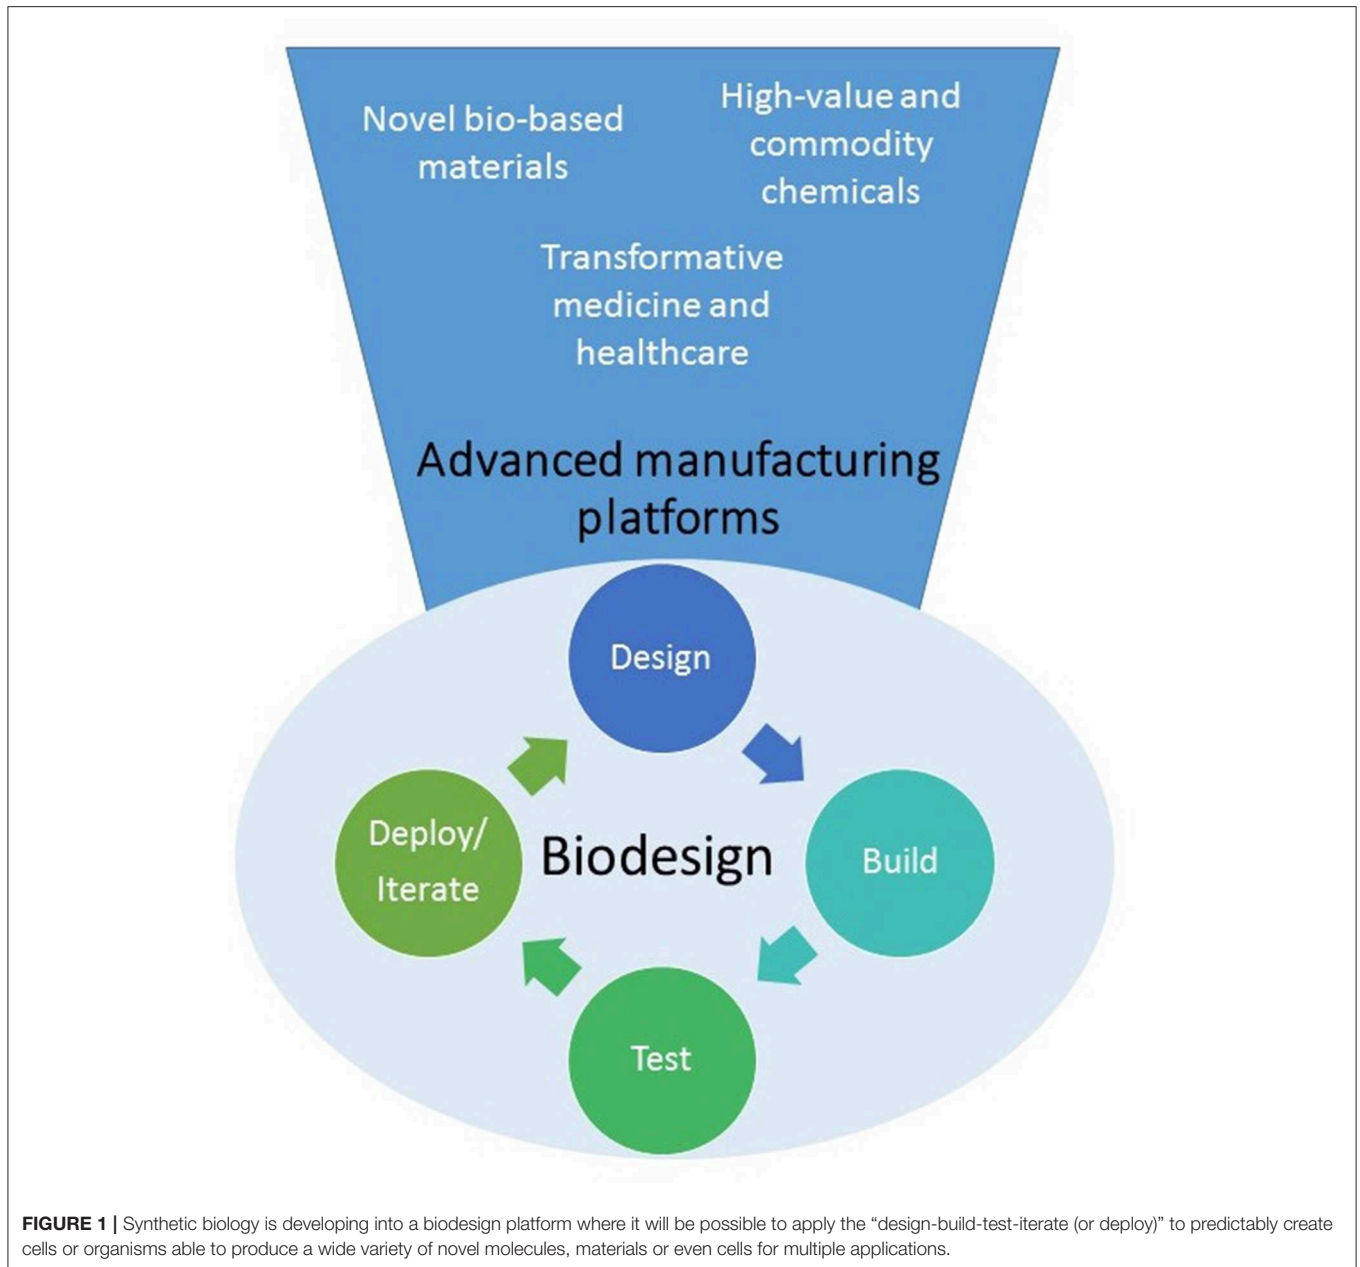 Novel bio-based
materials
High-value and
commodity
chemicals
Transformative
medicine and
healthcare
Advanced manufacturing
platforms
Design
Deploy/
Iterate
Biodesign
Build
Test
FIGURE 1 | Synthetic biology is developing into a biodesign platform where it will be possible to apply the “design-build-test-iterate (or deploy)” to predictably create
cells or organisms able to produce a wide variety of novel molecules, materials or even cells for multiple applications.